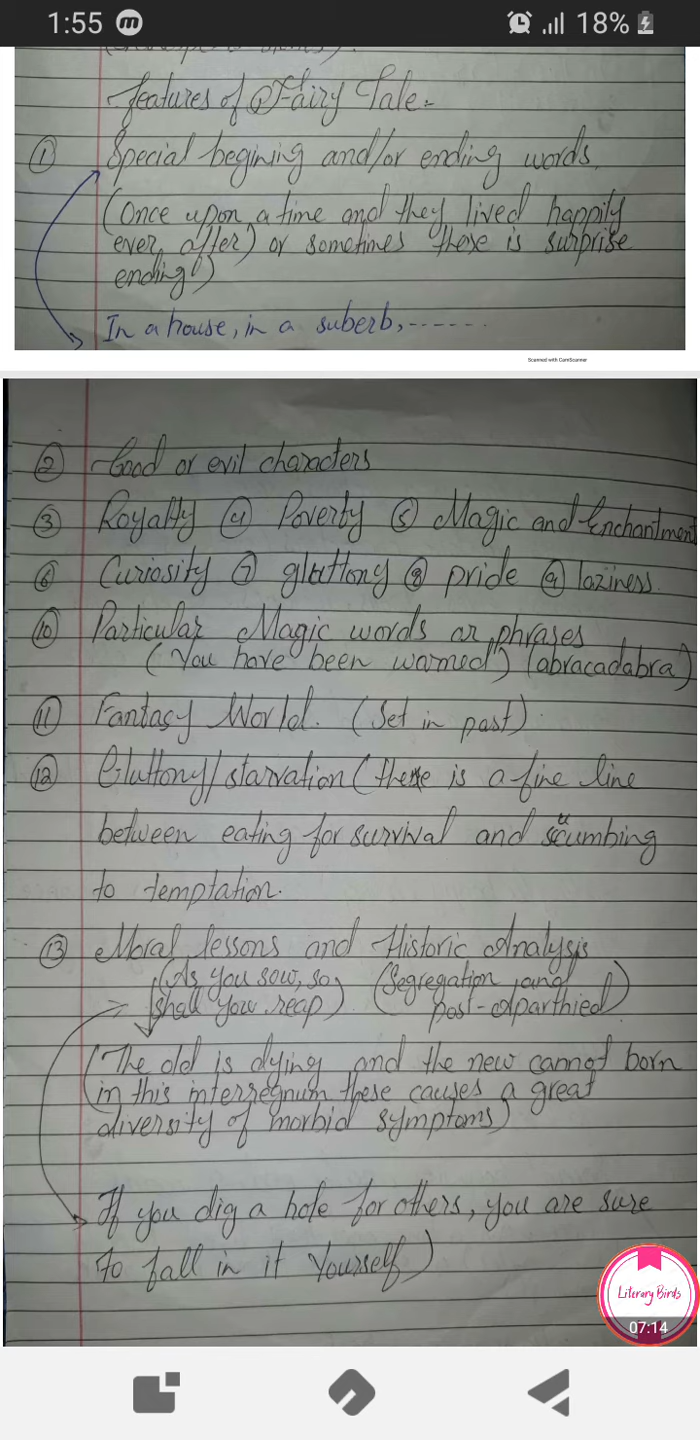 1:55 m 18%
Features of a Fairy Tale:-
① Special begining and/or ending words.
(Once upon a time and they lived happily
ever after) or sometimes there is surprise
ending)
In a house, in a suberb, -------
Scanned with CamScanner
② Good or evil characters
③ Royalty ④ Poverty ⑤ Magic and Enchantment
⑥ Curiosity ⑦ gluttony ⑧ pride ⑨ laziness
⑩ Particular Magic words or phrases
("You have been warned") (abracadabra)
⑪ Fantasy World. (Set in past)
⑫ Gluttony/starvation (there is a fine line
between eating for survival and scumbing
u
to temptation.
⑬ Moral lessons and Historic Analysis
(As you sow, so (Segregation and
shall you reap) post-Aparthied)
(The old is dying and the new cannot born
in this interregnum these causes a great
diversity of morbid symptoms)
If you dig a hole for others, you are sure
to fall in it Yourself)
Literary Birds
07:14